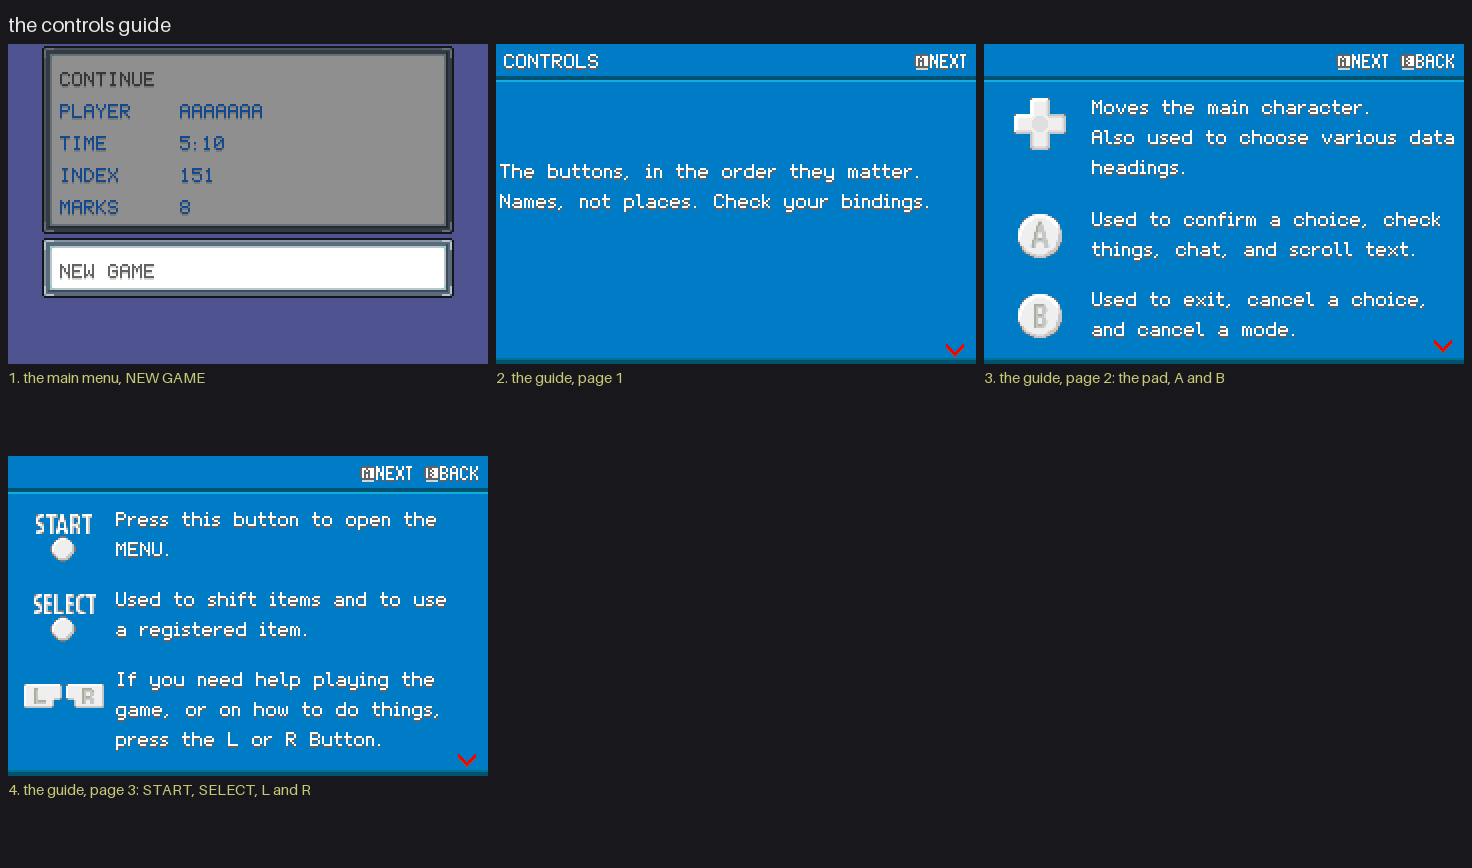 the controls guide
CONTINUE
PLAYER AAAAAAA
TIME 5:10
INDEX 151
MARKS 8
NEW GAME
1. the main menu, NEW GAME
CONTROLS
A NEXT
The buttons, in the order they matter.
Names, not places. Check your bindings.
2. the guide, page 1
A NEXT B BACK
Moves the main character.
Also used to choose various data
headings.
A
Used to confirm a choice, check
things, chat, and scroll text.
B
Used to exit, cancel a choice,
and cancel a mode.
3. the guide, page 2: the pad, A and B
A NEXT B BACK
START
Press this button to open the
MENU.
SELECT
Used to shift items and to use
a registered item.
L R
If you need help playing the
game, or on how to do things,
press the L or R Button.
4. the guide, page 3: START, SELECT, L and R